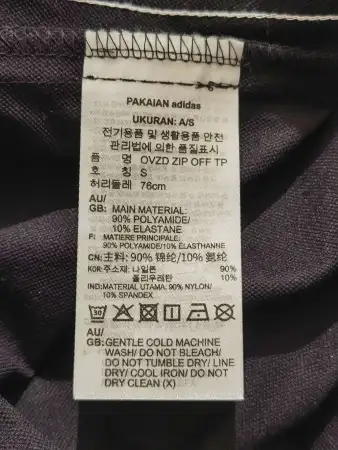 PAKAIAN adidas
UKURAN: A/S
전기용품 및 생활용품 안전
관리법에 의한 품질표시
품 명 OVZD ZIP OFF TP
호 칭 S
허리둘레 76cm
AU/
GB: MAIN MATERIAL:
90% POLYAMIDE/
10% ELASTANE
F: MATIERE PRINCIPALE:
90% POLYAMIDE/10% ELASTHANNE
CN: 主料: 90% 锦纶/10% 氨纶
KOR: 주소재: 나일론 90%
폴리우레탄 10%
IND: MATERIAL UTAMA: 90% NYLON/
10% SPANDEX
30
AU/
GB: GENTLE COLD MACHINE
WASH/ DO NOT BLEACH/
DO NOT TUMBLE DRY/ LINE
DRY/ COOL IRON/ DO NOT
DRY CLEAN (X)